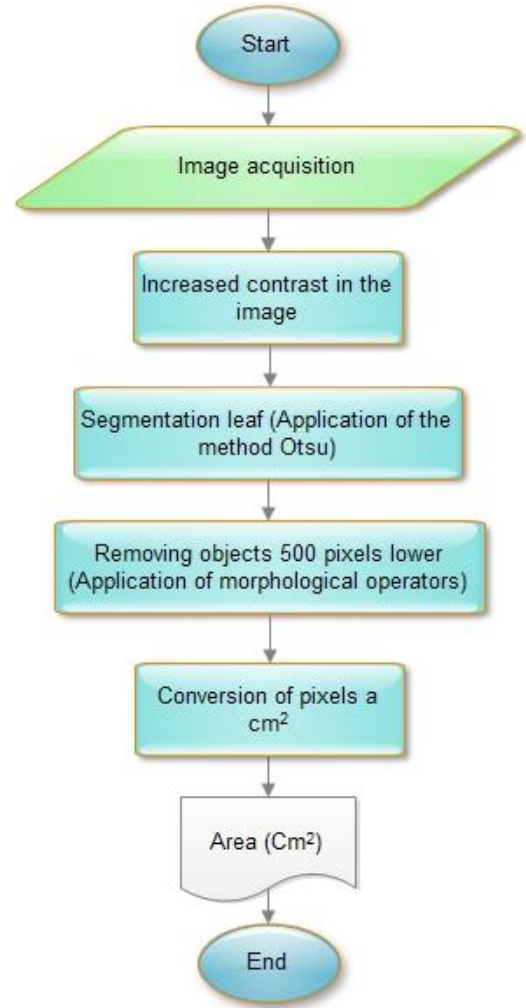 Start
Image acquisition
Increased contrast in the
image
Segmentation leaf (Application of the
method Otsu)
Removing objects 500 pixels lower
(Application of morphological operators)
Conversion of pixels a
cm²
Area (Cm²)
End